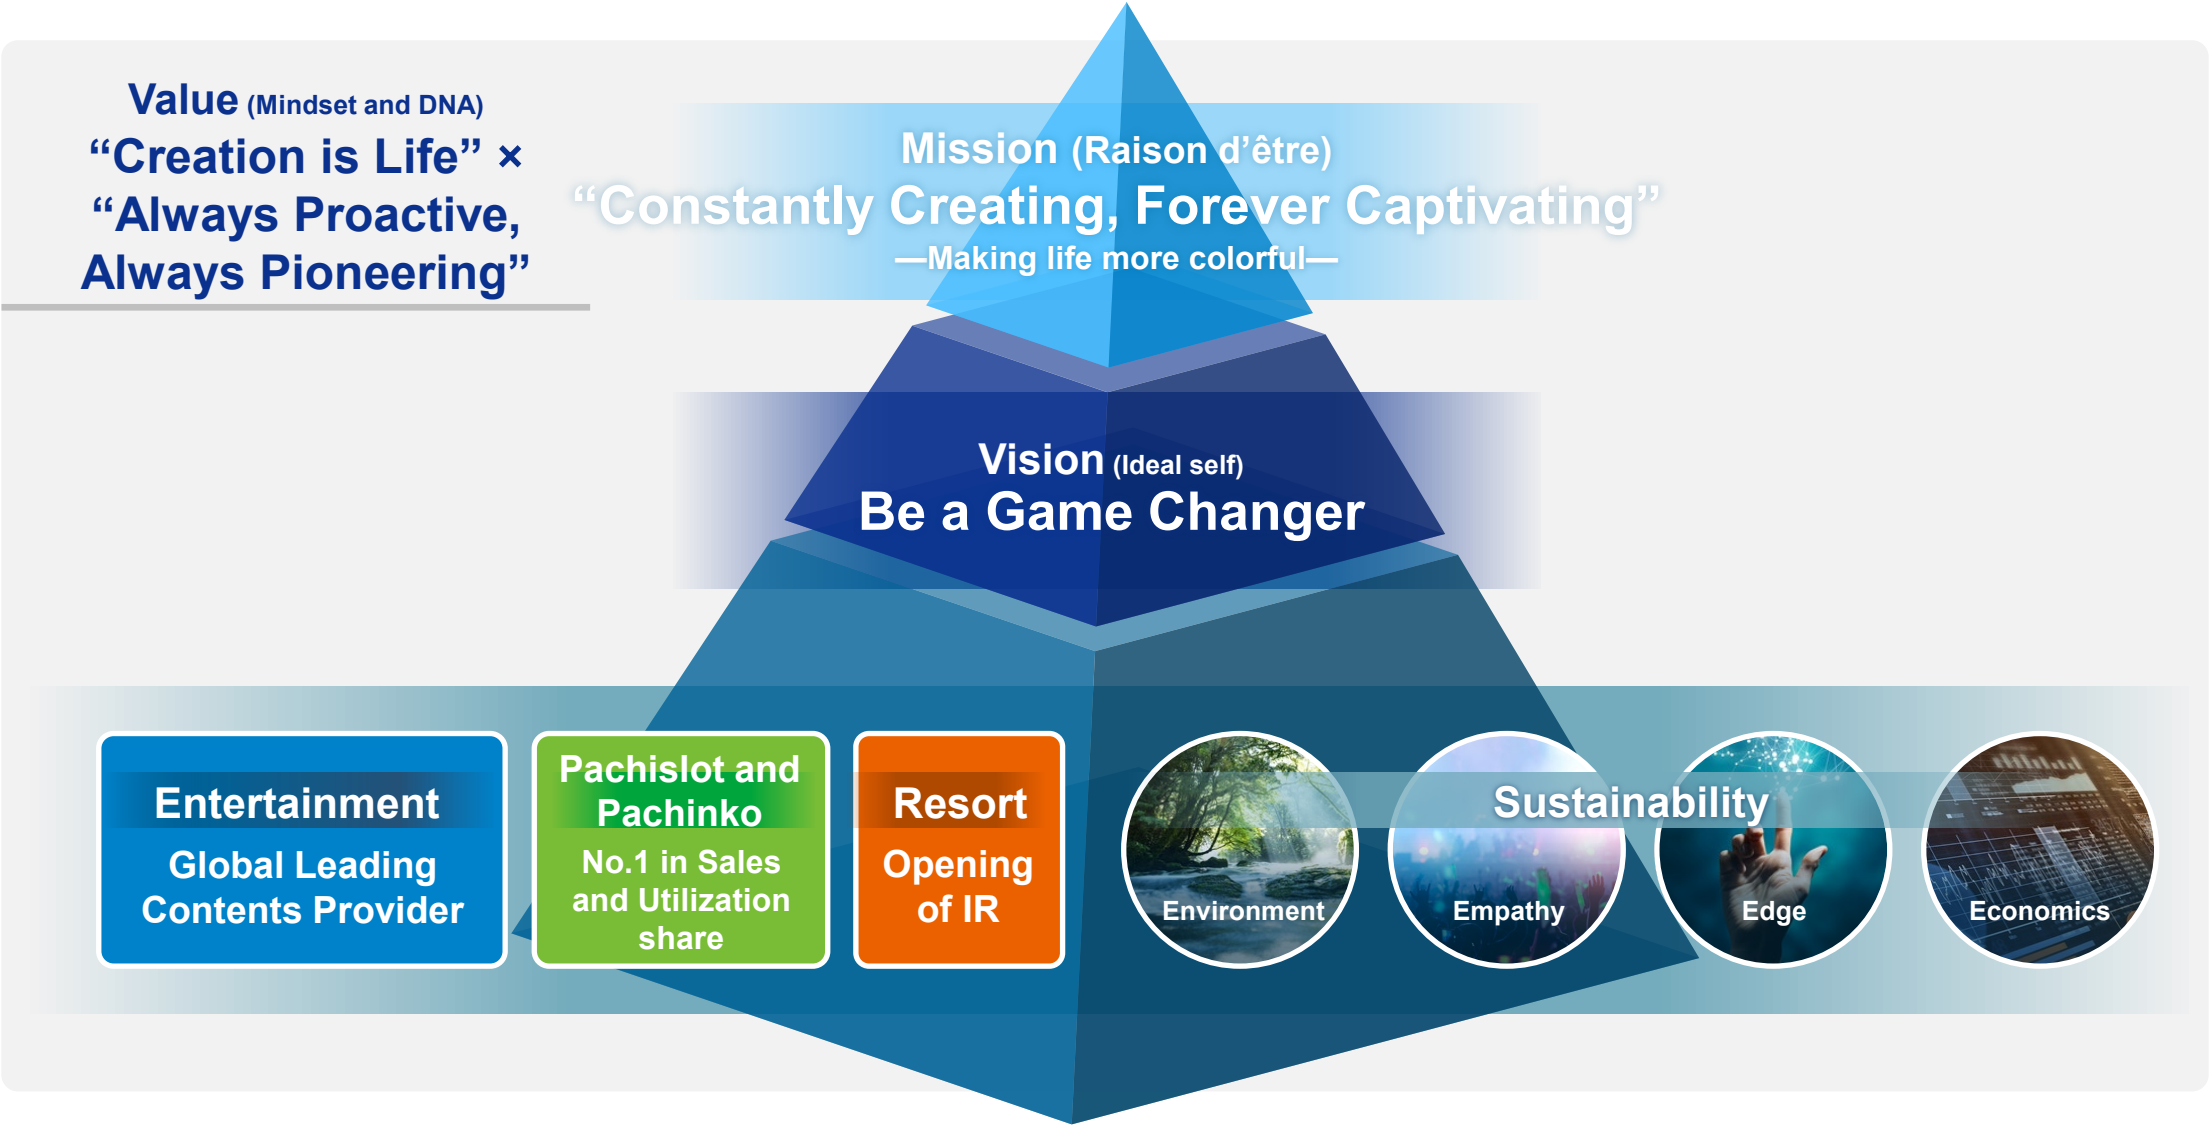 Value (Mindset and DNA)
“Creation is Life” ×
“Always Proactive,
Always Pioneering”
Mission (Raison d’être)
“Constantly Creating, Forever Captivating”
—Making life more colorful—
Vision (Ideal self)
Be a Game Changer
Entertainment
Global Leading
Contents Provider
Pachislot and
Pachinko
No.1 in Sales
and Utilization
share
Resort
Opening
of IR
Sustainability
Environment
Empathy
Edge
Economics